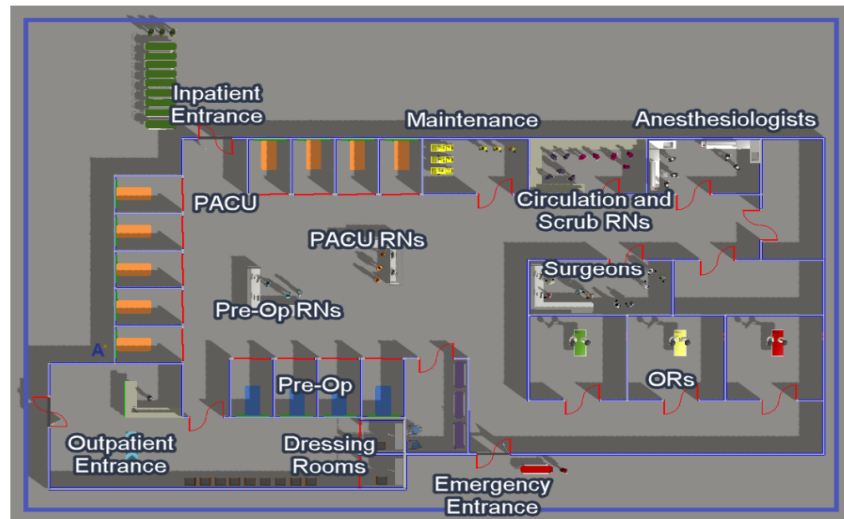 Inpatient
Entrance
Maintenance
Anesthesiologists
PACU
Circulation and
Scrub RNs
PACU RNs
Surgeons
Pre-Op RNs
A
Pre-Op
ORs
Outpatient
Entrance
Dressing
Rooms
Emergency
Entrance